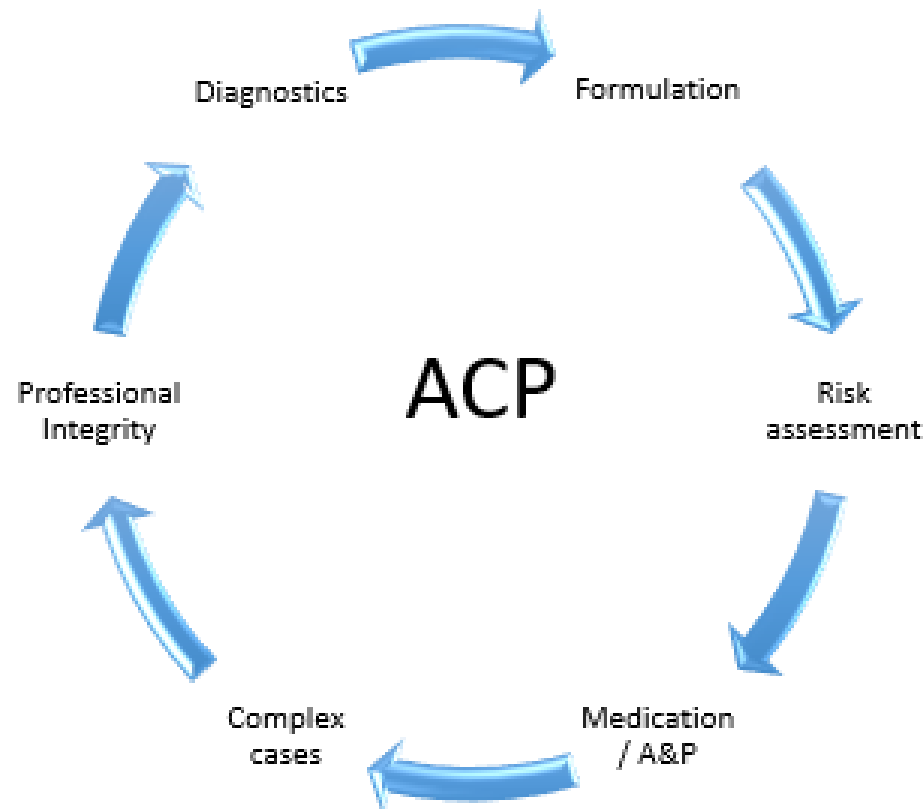 Diagnostics
Formulation
Risk
assessment
Medication
/ A&P
Complex
cases
Professional
Integrity
ACP